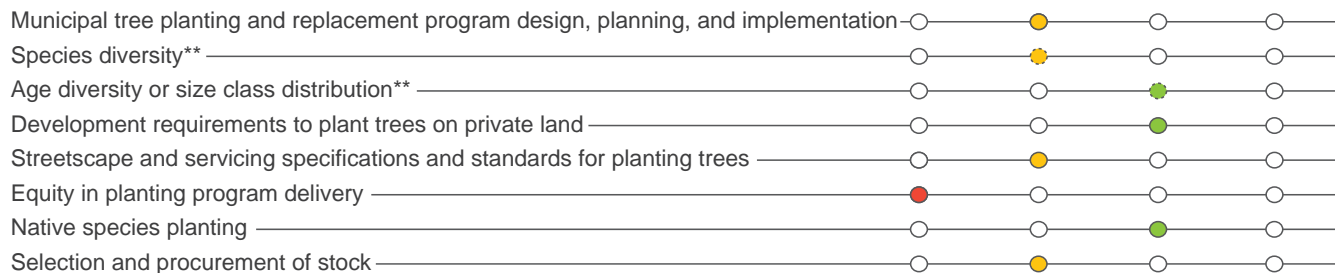 Municipal tree planting and replacement program design, planning, and implementation
Species diversity**
Age diversity or size class distribution**
Development requirements to plant trees on private land
Streetscape and servicing specifications and standards for planting trees
Equity in planting program delivery
Native species planting
Selection and procurement of stock